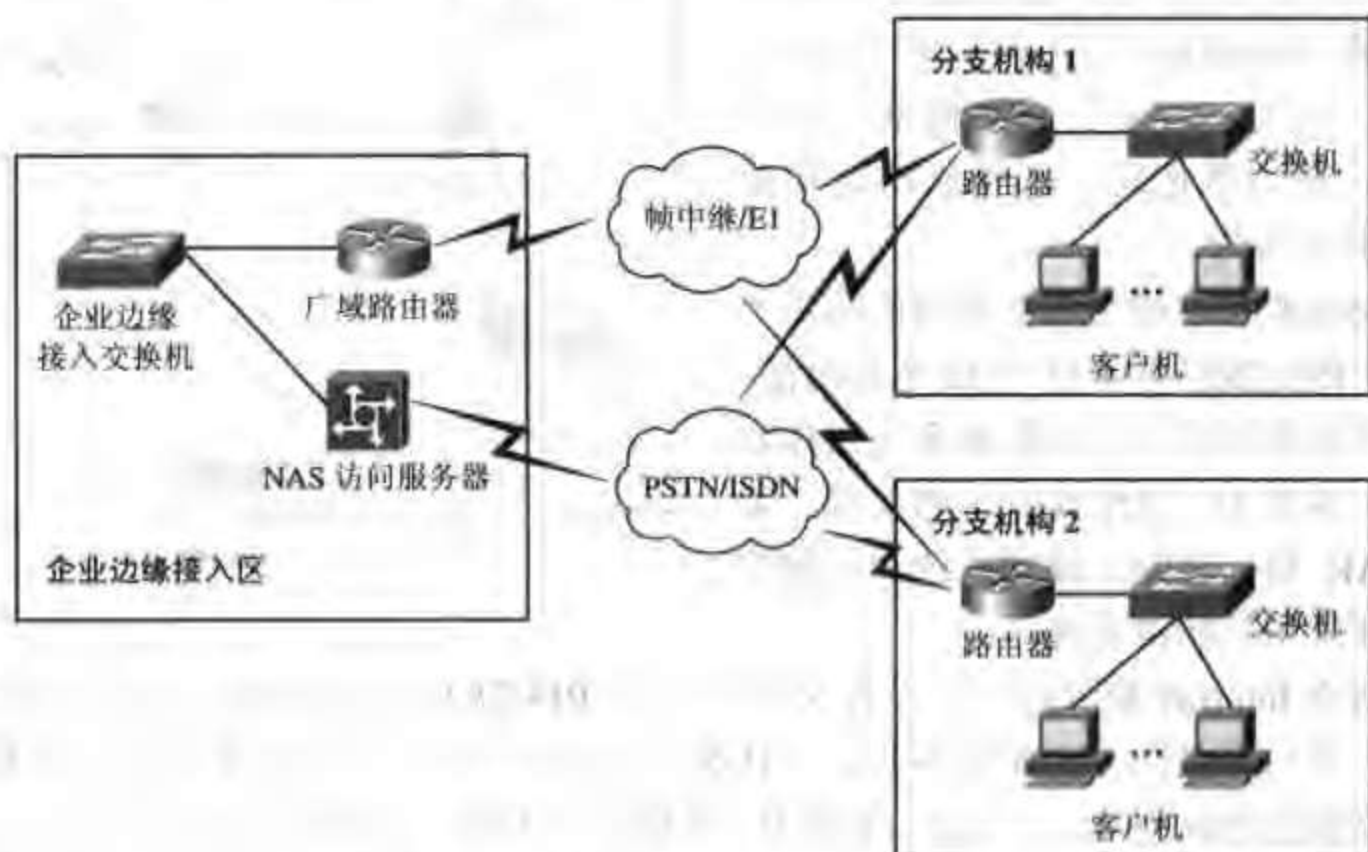 分支机构 1
路由器
交换机
客户机
帧中继/E1
广域路由器
企业边缘
接入交换机
NAS 访问服务器
企业边缘接入区
PSTN/ISDN
分支机构 2
路由器
交换机
客户机